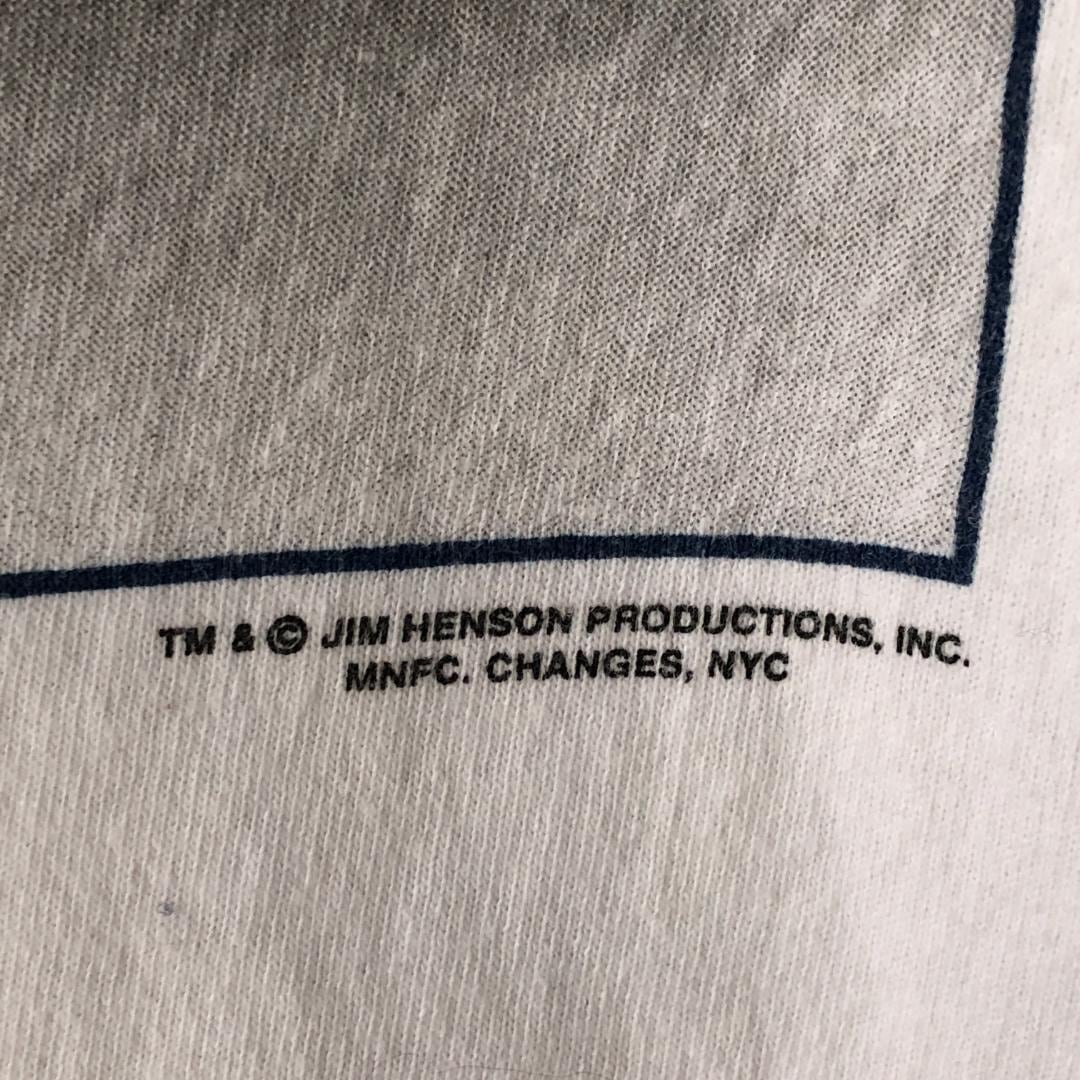 TM & © JIM HENSON PRODUCTIONS, INC.
MNFC. CHANGES, NYC